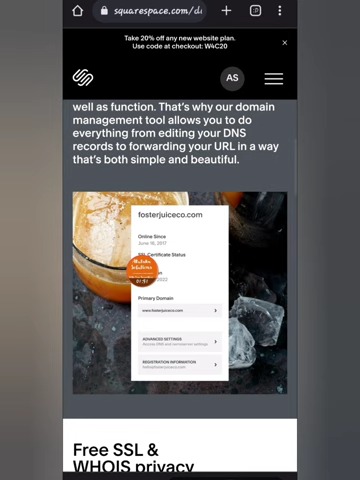 squarespace.com/d
Take 20% off any new website plan.
Use code at checkout: W4C20
AS
well as function. That's why our domain
management tool allows you to do
everything from editing your DNS
records to forwarding your URL in a way
that's both simple and beautiful.
fosterjuiceco.com
Online Since
June 18, 2017
SSL Certificate Status
01:51
2022
Primary Domain
www.fosterjuiceco.com
ADVANCED SETTINGS
Access DNS and nameserver settings
REGISTRATION INFORMATION
hello@fosterjuiceco.com
Free SSL &
WHOIS privacy